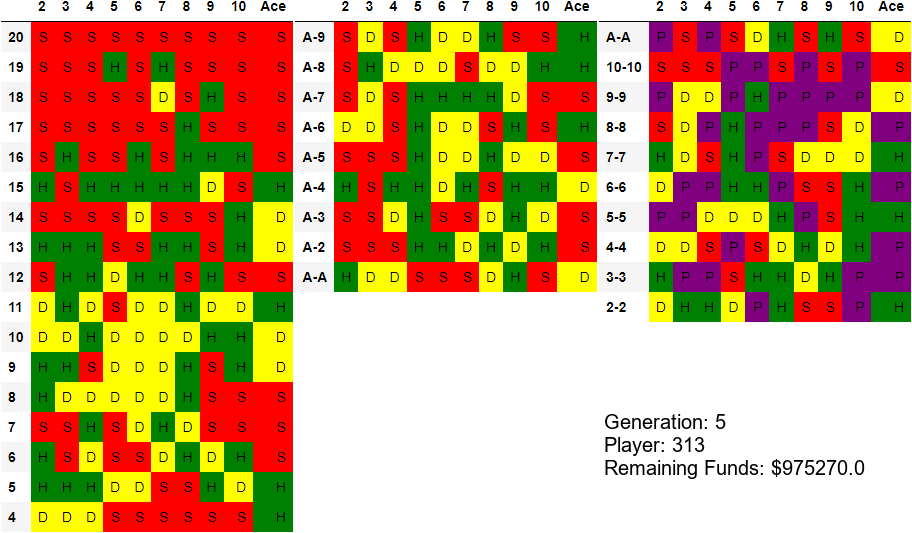 2 3 4 5 6 7 8 9 10 Ace
20 S S S S S S S S S S
19 S S S H S H S S S S
18 S S S S S D S H S S
17 S S S S S S H S S S
16 S H S S H S H H H S
15 H S H H H H H D S H
14 S S S S D S S S H D
13 H H H S S H H S H D
12 S H H D H H S H S S
11 D H D S D D H D D H
10 D D H D D D D H H D
9 H H S D D D H S H D
8 H D D D D D H S S S
7 S S H S D H D S S S
6 H S D S S D H D H S
5 H H H D D S S H D H
4 D D D S S S S S S H
2 3 4 5 6 7 8 9 10 Ace
A-9 S D S H D D H S S H
A-8 S H D D D S D D H H
A-7 S D S H H H H D S S
A-6 D D S H D D S H S H
A-5 S S S H D D H D D S
A-4 H S H H D H S H H D
A-3 S S D H S S D H D S
A-2 S S S H H D H D H S
A-A H D D S S S D H S D
2 3 4 5 6 7 8 9 10 Ace
A-A P S P S D H S H S D
10-10 S S S P P S P S P S
9-9 P D D P H P P P P D
8-8 S D P H P P P S D P
7-7 H D S H P S D D D H
6-6 D P P H H P S S H P
5-5 P P D D D H P S H H
4-4 D D S P S D H D H P
3-3 H P P S H H D H P P
2-2 D H H D P H S S P H
Generation: 5
Player: 313
Remaining Funds: $975270.0